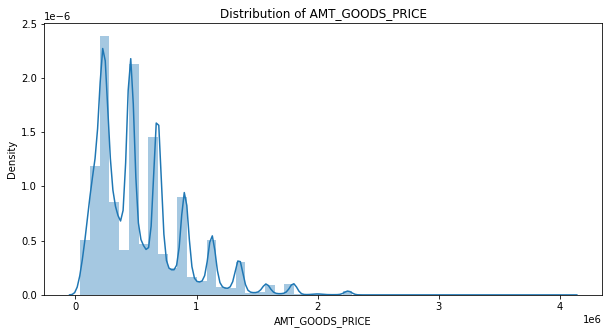 Distribution of AMT_GOODS_PRICE
1e−6
2.5
2.0
1.5
1.0
0.5
0.0
Density
0 1 2 3 4
1e6
AMT_GOODS_PRICE